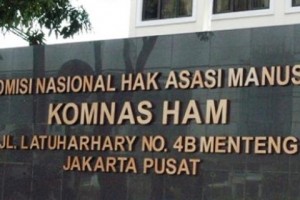 OMISI NASIONAL HAK ASASI MANUS
KOMNAS HAM
JL. LATUHARHARY NO. 4B MENTENG
JAKARTA PUSAT